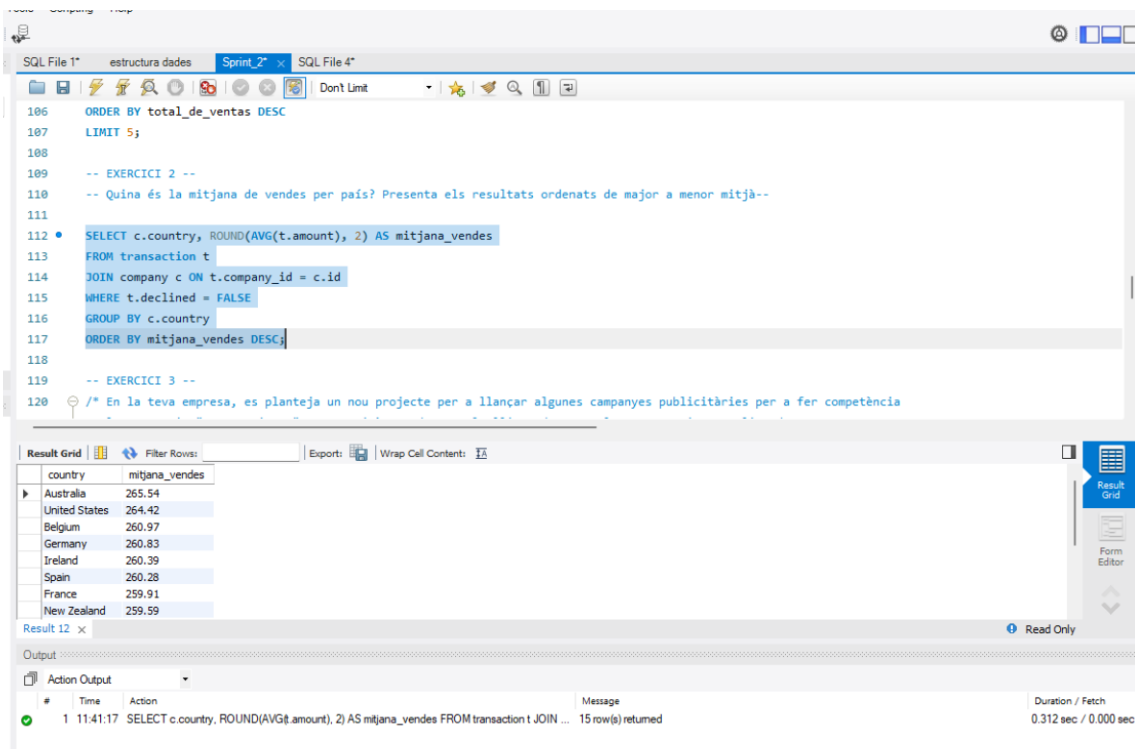 SQL File 1*   estructura dades   Sprint_2*   SQL File 4*
Don't Limit
106 ORDER BY total_de_ventas DESC
107 LIMIT 5;
108
109 -- EXERCICI 2 --
110 -- Quina és la mitjana de vendes per país? Presenta els resultats ordenats de major a menor mitjà--
111
112 SELECT c.country, ROUND(AVG(t.amount), 2) AS mitjana_vendes
113 FROM transaction t
114 JOIN company c ON t.company_id = c.id
115 WHERE t.declined = FALSE
116 GROUP BY c.country
117 ORDER BY mitjana_vendes DESC;
118
119 -- EXERCICI 3 --
120 /* En la teva empresa, es planteja un nou projecte per a llançar algunes campanyes publicitàries per a fer competència
Result Grid   Filter Rows:   Export:   Wrap Cell Content:
country   mitjana_vendes
Australia   265.54
United States   264.42
Belgium   260.97
Germany   260.83
Ireland   260.39
Spain   260.28
France   259.91
New Zealand   259.59
Result Grid
Form Editor
Result 12   Read Only
Output
Action Output
#   Time   Action   Message   Duration / Fetch
1   11:41:17   SELECT c.country, ROUND(AVG(t.amount), 2) AS mitjana_vendes FROM transaction t JOIN ...   15 row(s) returned   0.312 sec / 0.000 sec